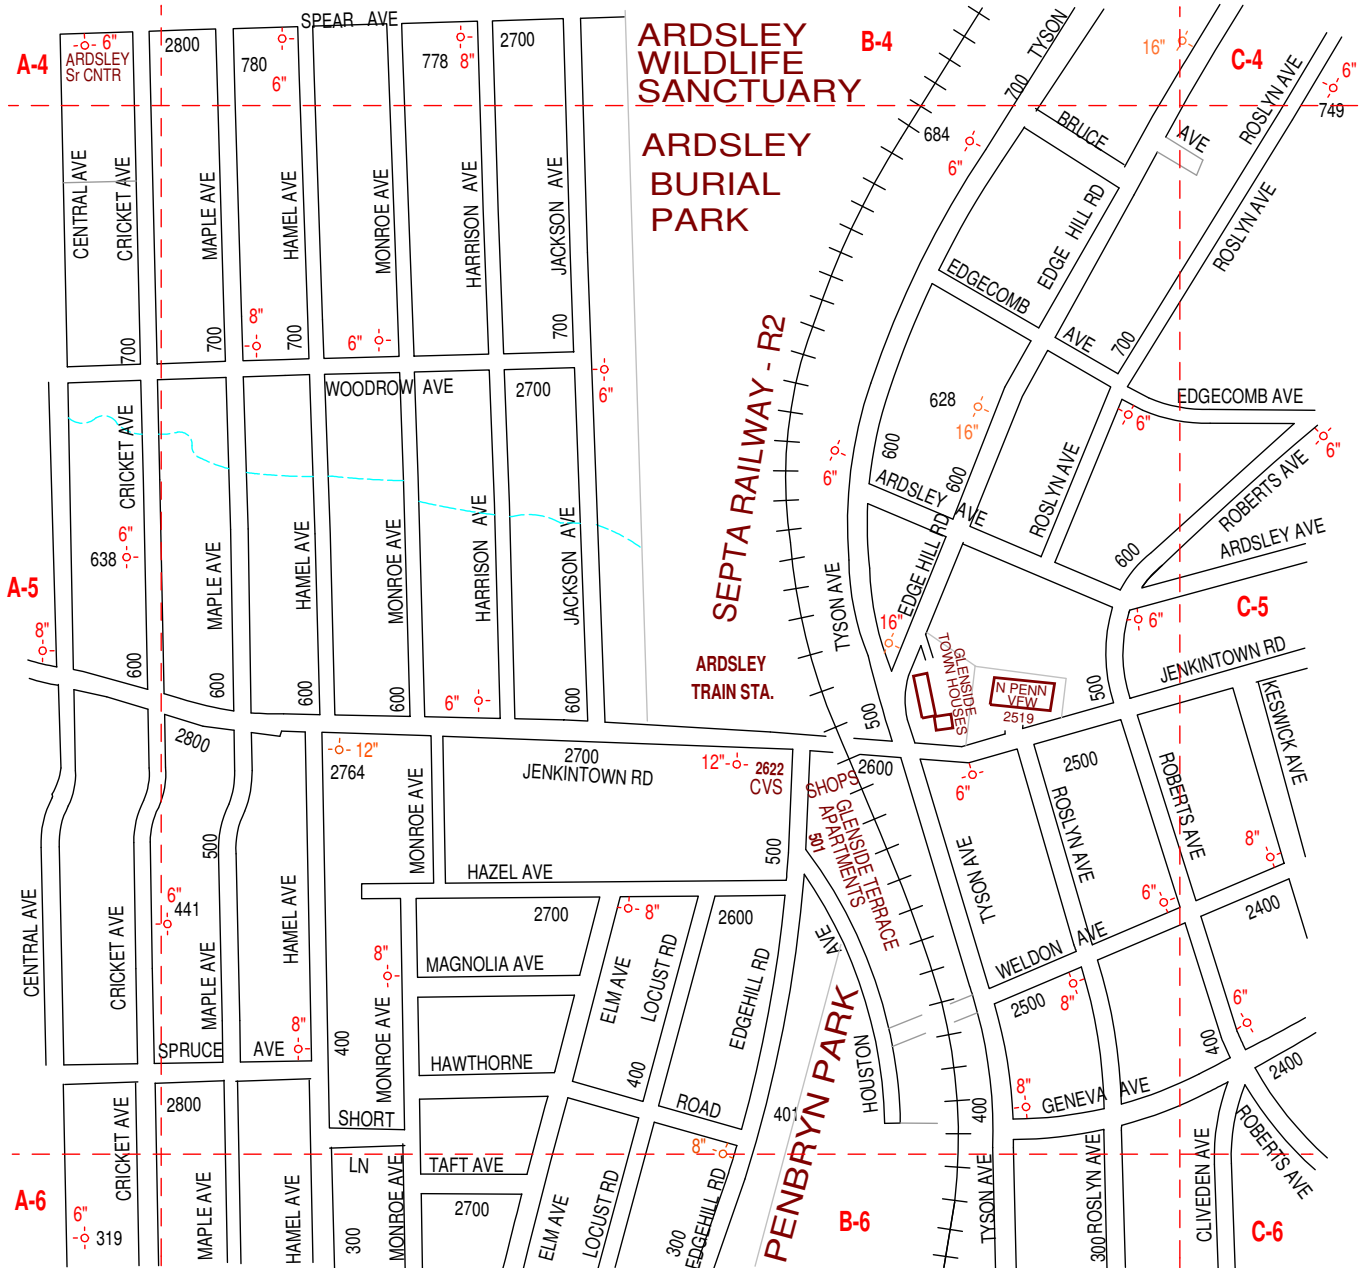 SPEAR AVE
A-4
6"
ARDSLEY
Sr CNTR
2800
780
6"
778
8"
2700
ARDSLEY
WILDLIFE
SANCTUARY
B-4
TYSON
700
16"
C-4
6"
749
ROSLYN AVE
ARDSLEY
BURIAL
PARK
684
6"
BRUCE
AVE
CENTRAL AVE
CRICKET AVE
MAPLE AVE
HAMEL AVE
MONROE AVE
HARRISON AVE
JACKSON AVE
EDGE HILL RD
ROSLYN AVE
EDGECOMB
AVE
700
700
700
8"
700
6"
700
WOODROW AVE
2700
6"
SEPTA RAILWAY - R2
628
16"
600
600
6"
EDGECOMB AVE
6"
6"
ROBERTS AVE
CRICKET AVE
6"
638
A-5
8"
MAPLE AVE
HAMEL AVE
MONROE AVE
HARRISON AVE
JACKSON AVE
ARDSLEY AVE
ROSLYN AVE
600
ARDSLEY AVE
6"
TYSON AVE
EDGE HILL RD
16"
C-5
600
600
600
600
6"
600
ARDSLEY
TRAIN STA.
500
GLENSIDE
TOWN HOUSES
N PENN
VFW
2519
500
JENKINTOWN RD
KESWICK AVE
2800
12"
2764
2700
JENKINTOWN RD
12"
2622
CVS
SHOPS
2600
6"
2500
GLENSIDE TERRACE
APARTMENTS
501
500
MONROE AVE
HAZEL AVE
500
TYSON AVE
ROSLYN AVE
ROBERTS AVE
8"
6"
2400
CENTRAL AVE
CRICKET AVE
6"
441
MAPLE AVE
HAMEL AVE
8"
8"
2700
8"
2600
MAGNOLIA AVE
ELM AVE
LOCUST RD
EDGEHILL RD
AVE
HOUSTON
WELDON AVE
8"
2500
6"
SPRUCE AVE
400
MONROE AVE
HAWTHORNE
400
ROAD
401
PENBRYN PARK
400
8"
GENEVA AVE
400
2400
2800
CRICKET AVE
SHORT
LN
TAFT AVE
8"
ROBERTS AVE
A-6
6"
319
MAPLE AVE
HAMEL AVE
300
MONROE AVE
2700
ELM AVE
LOCUST RD
300
EDGEHILL RD
B-6
TYSON AVE
300 ROSLYN AVE
CLIVEDEN AVE
C-6